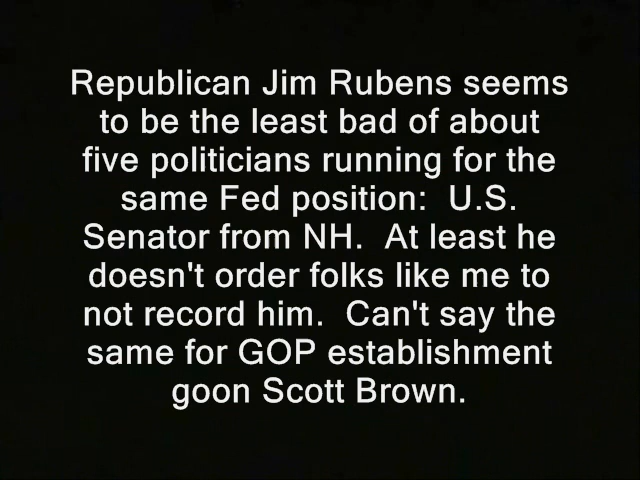 Republican Jim Rubens seems
to be the least bad of about
five politicians running for the
same Fed position:  U.S.
Senator from NH.  At least he
doesn't order folks like me to
not record him.  Can't say the
same for GOP establishment
goon Scott Brown.